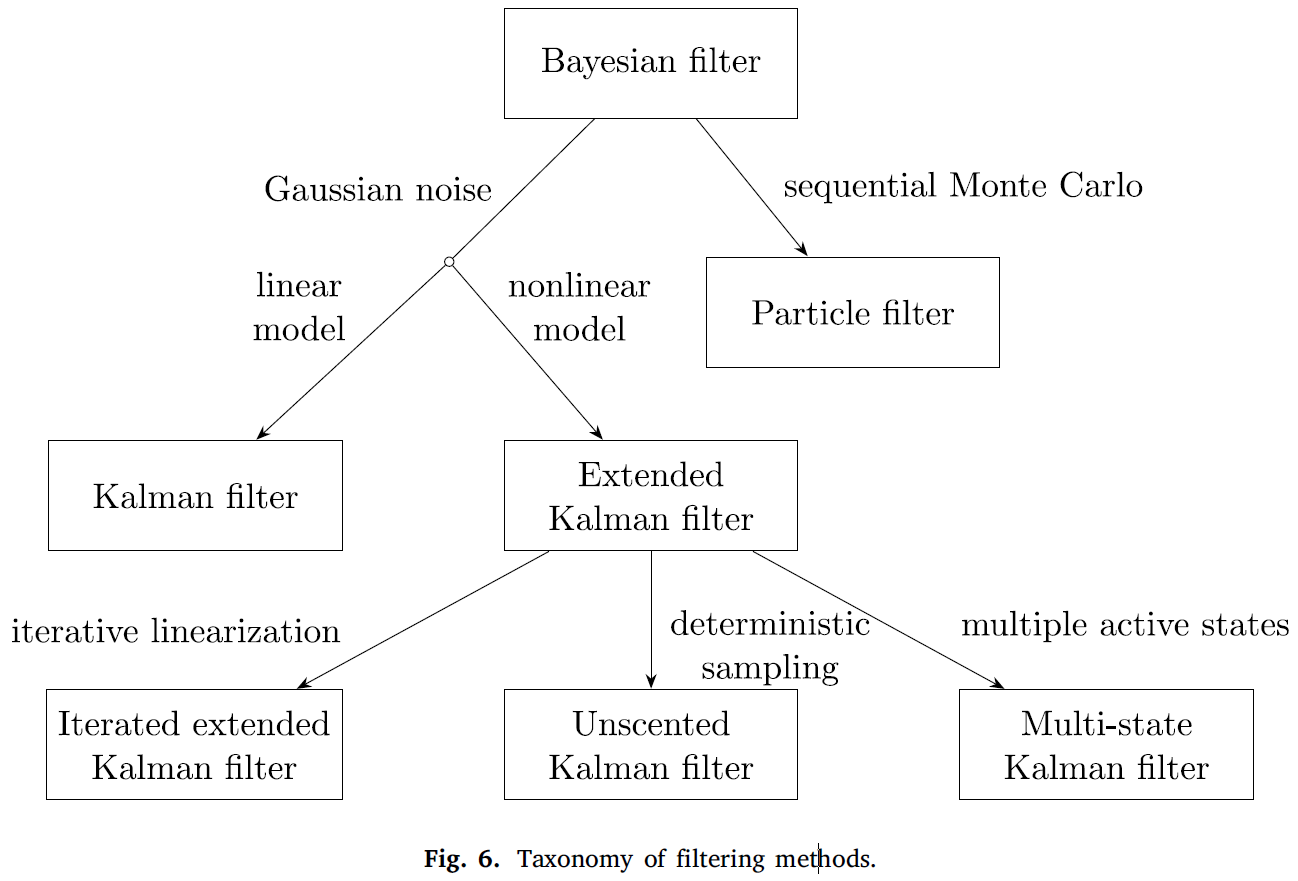 Bayesian filter
Gaussian noise
sequential Monte Carlo
linear
model
nonlinear
model
Particle filter
Kalman filter
Extended
Kalman filter
iterative linearization
deterministic
sampling
multiple active states
Iterated extended
Kalman filter
Unscented
Kalman filter
Multi-state
Kalman filter
Fig. 6. Taxonomy of filtering methods.